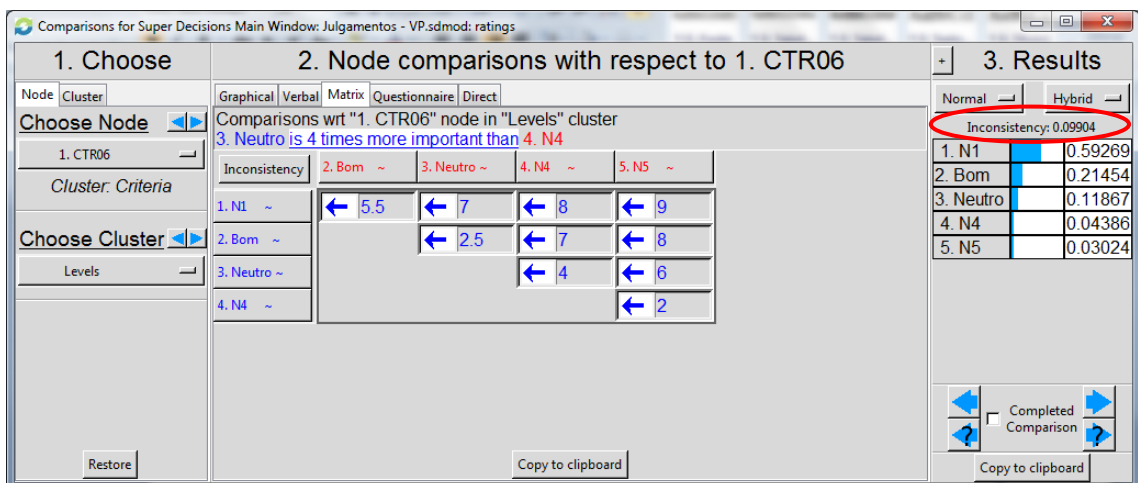 Comparisons for Super Decisions Main Window: Julgamentos - VP.sdmod: ratings
1. Choose
Node Cluster
Choose Node
1. CTR06
Cluster: Criteria
Choose Cluster
Levels
Restore
2. Node comparisons with respect to 1. CTR06
Graphical Verbal Matrix Questionnaire Direct
Comparisons wrt "1. CTR06" node in "Levels" cluster
3. Neutro is 4 times more important than 4. N4
Inconsistency 2. Bom ~ 3. Neutro ~ 4. N4 ~ 5. N5 ~
1. N1 ~ 5.5 7 8 9
2. Bom ~ 2.5 7 8
3. Neutro ~ 4 6
4. N4 ~ 2
Copy to clipboard
+ 3. Results
Normal Hybrid
Inconsistency: 0.09904
1. N1 0.59269
2. Bom 0.21454
3. Neutro 0.11867
4. N4 0.04386
5. N5 0.03024
Completed
Comparison
? ?
Copy to clipboard